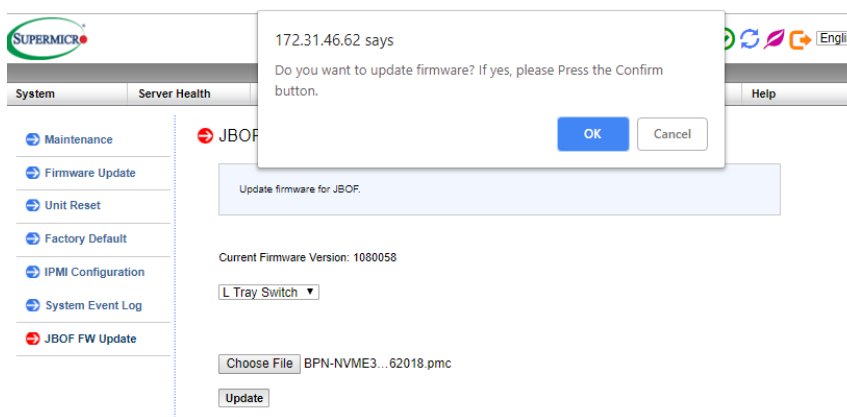 SUPERMICRO
172.31.46.62 says
Do you want to update firmware? If yes, please Press the Confirm
button.
OK
Cancel
System
Server Health
Help
Maintenance
Firmware Update
Unit Reset
Factory Default
IPMI Configuration
System Event Log
JBOF FW Update
Update firmware for JBOF.
Current Firmware Version: 1080058
L Tray Switch
Choose File BPN-NVME3...62018.pmc
Update